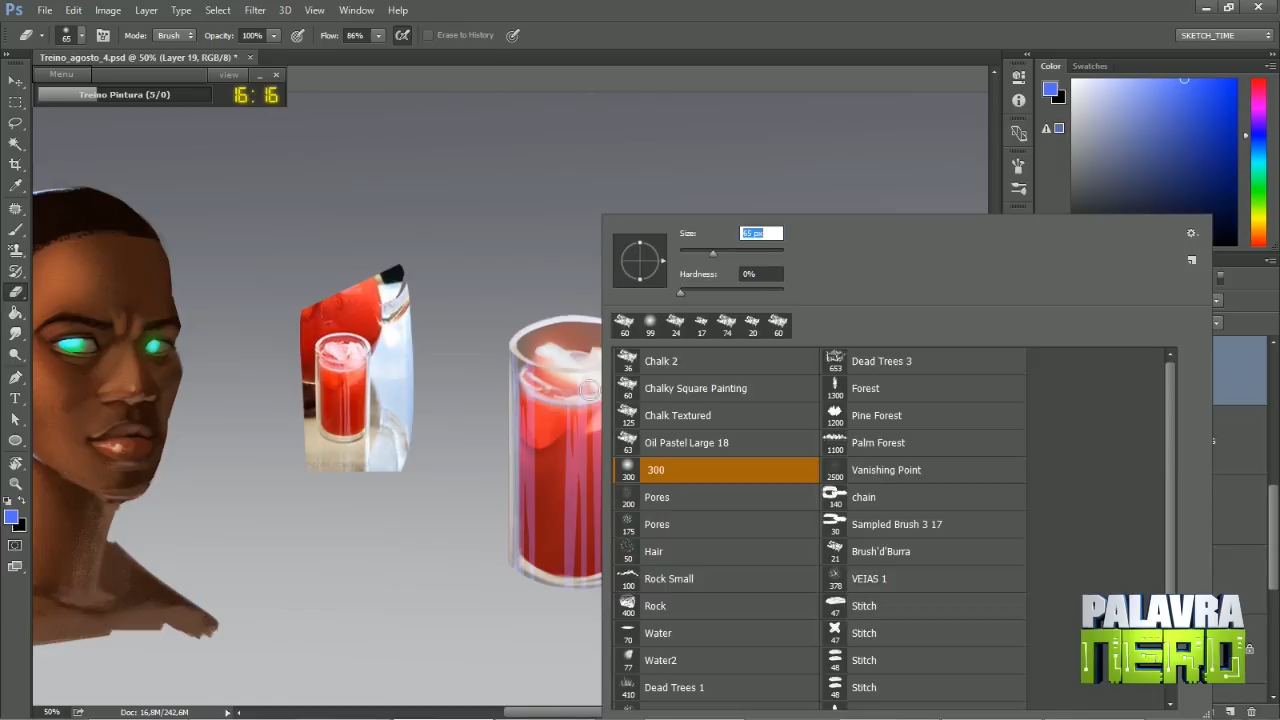 Ps File Edit Image Layer Type Select Filter 3D View Window Help
65 Mode: Brush Opacity: 100% Flow: 86% Erase to History SKETCH_TIME
Treino_agosto_4.psd @ 50% (Layer 19, RGB/8) *
Menu view
Treino Pintura (5/0) 16:16
Color Swatches
Size: 65 px
Hardness: 0%
60 99 24 17 74 20 60
36 Chalk 2 653 Dead Trees 3
60 Chalky Square Painting 1300 Forest
125 Chalk Textured 1200 Pine Forest
63 Oil Pastel Large 18 1100 Palm Forest
300 300 2500 Vanishing Point
200 Pores 140 chain
175 Pores 30 Sampled Brush 3 17
50 Hair 21 Brush'd'Burra
100 Rock Small 378 VEIAS 1
400 Rock 47 Stitch
70 Water 47 Stitch
77 Water2 48 Stitch
410 Dead Trees 1 48 Stitch
PALAVRA
NERD
50% Doc: 16,8M/242,6M